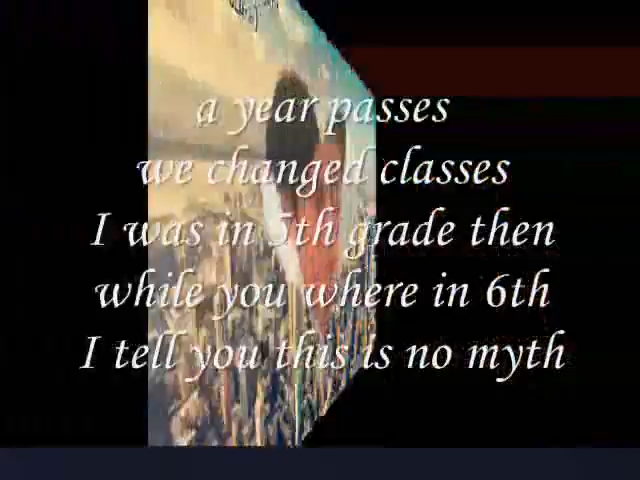 a year passes
we changed classes
I was in 5th grade then
while you where in 6th
I tell you this is no myth